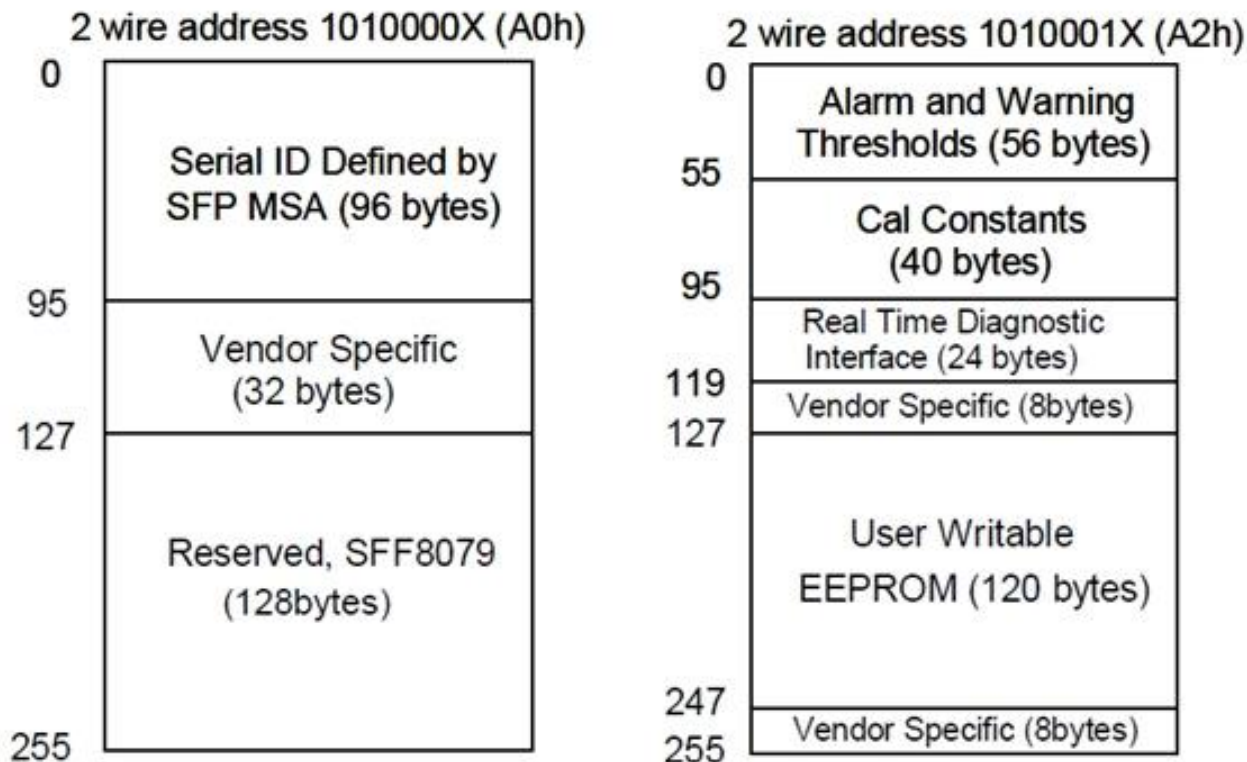 2 wire address 1010000X (A0h)
0
Serial ID Defined by
SFP MSA (96 bytes)
95
Vendor Specific
(32 bytes)
127
Reserved, SFF8079
(128bytes)
255
2 wire address 1010001X (A2h)
0
Alarm and Warning
Thresholds (56 bytes)
55
Cal Constants
(40 bytes)
95
Real Time Diagnostic
Interface (24 bytes)
119
Vendor Specific (8bytes)
127
User Writable
EEPROM (120 bytes)
247
Vendor Specific (8bytes)
255